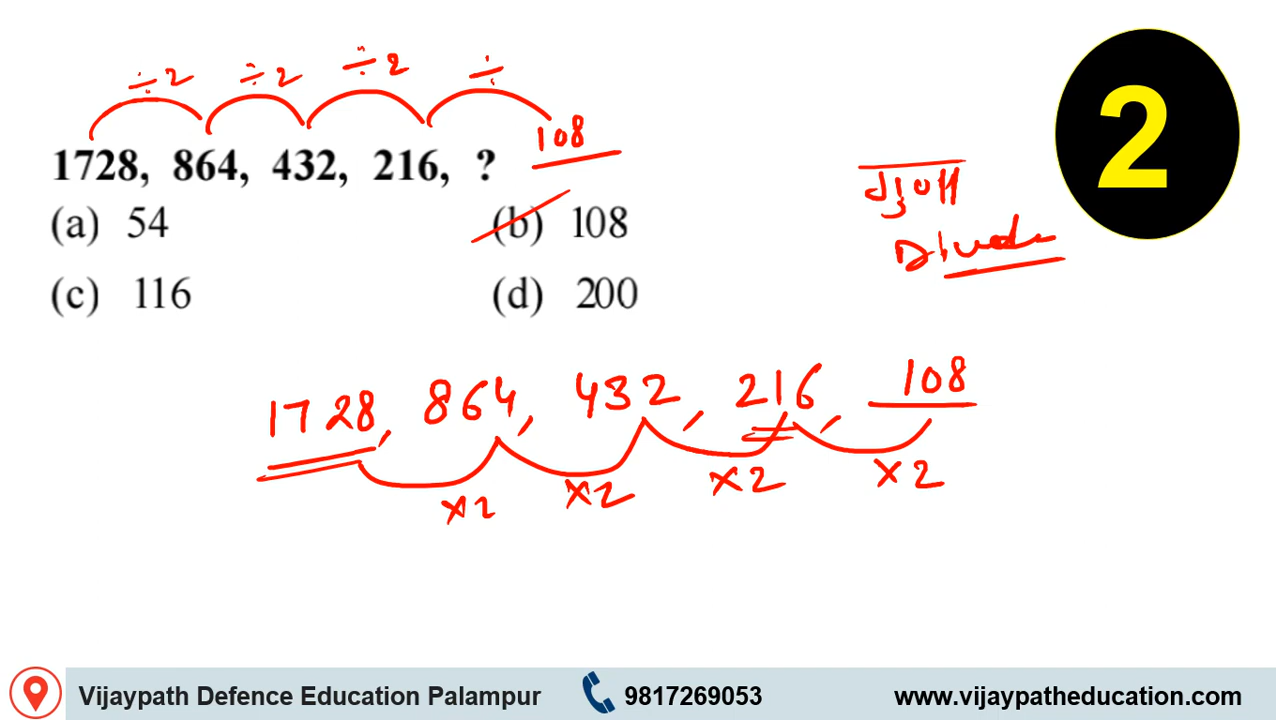 ÷2 ÷2 ÷2 ÷
108
1728, 864, 432, 216, ?
2
(a) 54 (b) 108
(c) 116 (d) 200
1728, 864, 432, 216, 108
×2 ×2 ×2 ×2
Vijaypath Defence Education Palampur 9817269053 www.vijaypatheducation.com